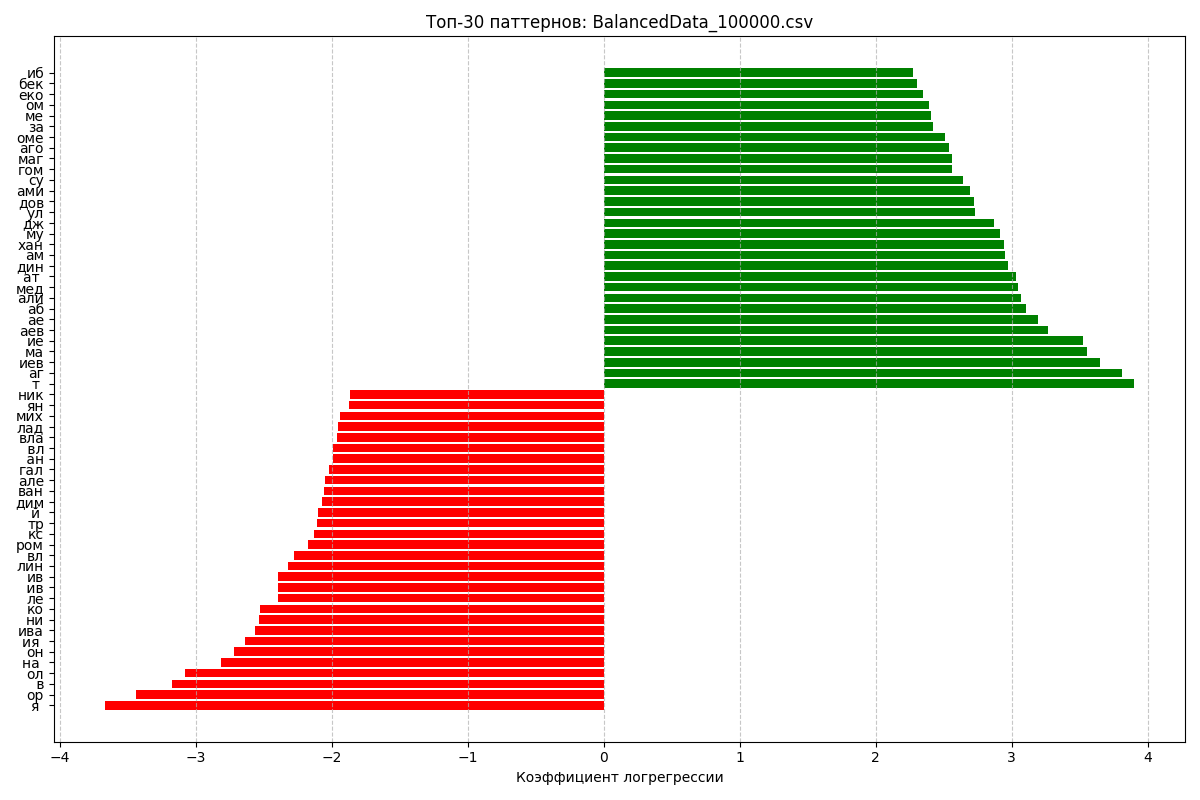 Топ-30 паттернов: BalancedData_100000.csv
иб
бек
еко
ом
ме
за
оме
аго
маг
гом
су
ами
дов
ул
дж
му
хан
ам
дин
ат
мед
али
аб
ае
аев
ие
ма
иев
аг
т
ник
ян
мих
лад
вла
вл
ан
гал
але
ван
дим
й
тр
кс
ром
вл
лин
ив
ив
ле
ко
ни
ива
ия
он
на
ол
в
ор
я
−4 −3 −2 −1 0 1 2 3 4
Коэффициент логрегрессии